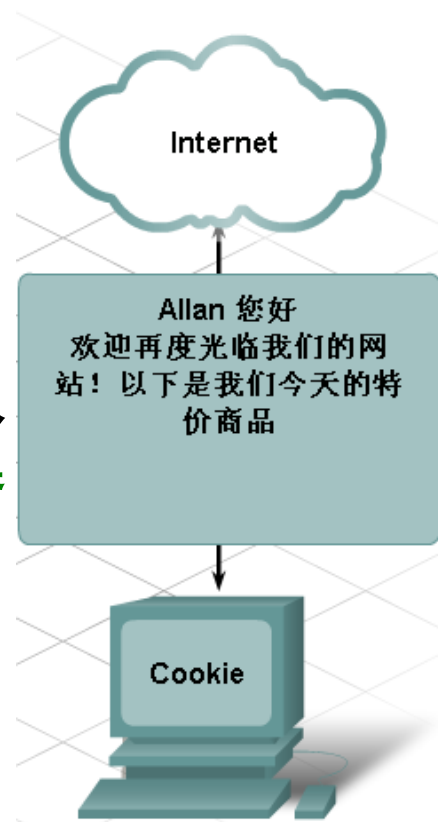 Internet
Allan 您好
欢迎再度光临我们的网
站！以下是我们今天的特
价商品
Cookie